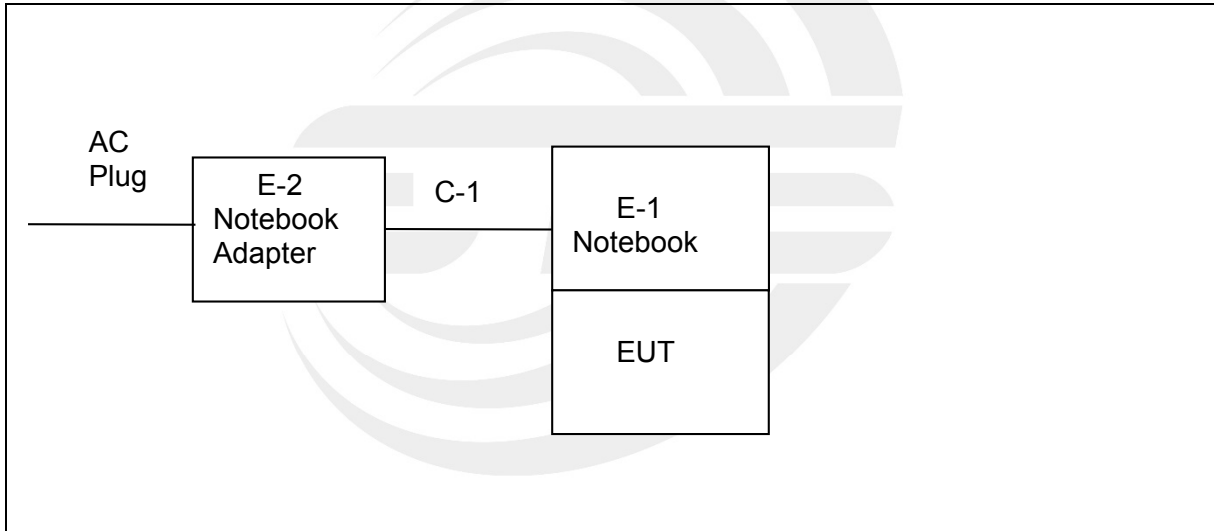 AC
Plug
E-2
Notebook
Adapter
C-1
E-1
Notebook
EUT